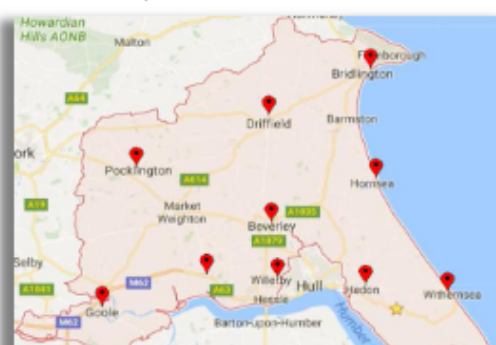 Howardian
Hills AONB
Malton
Flamborough
Bridlington
A64
Driffield
Barmston
ork
Pocklington
A614
Hornsea
A19
Market
Weighton
A1035
Beverley
A1079
Selby
M62
Willerby
Hull
Hedon
Withernsea
A1041
A63
Hessle
Goole
M62
Humber
Barton-upon-Humber